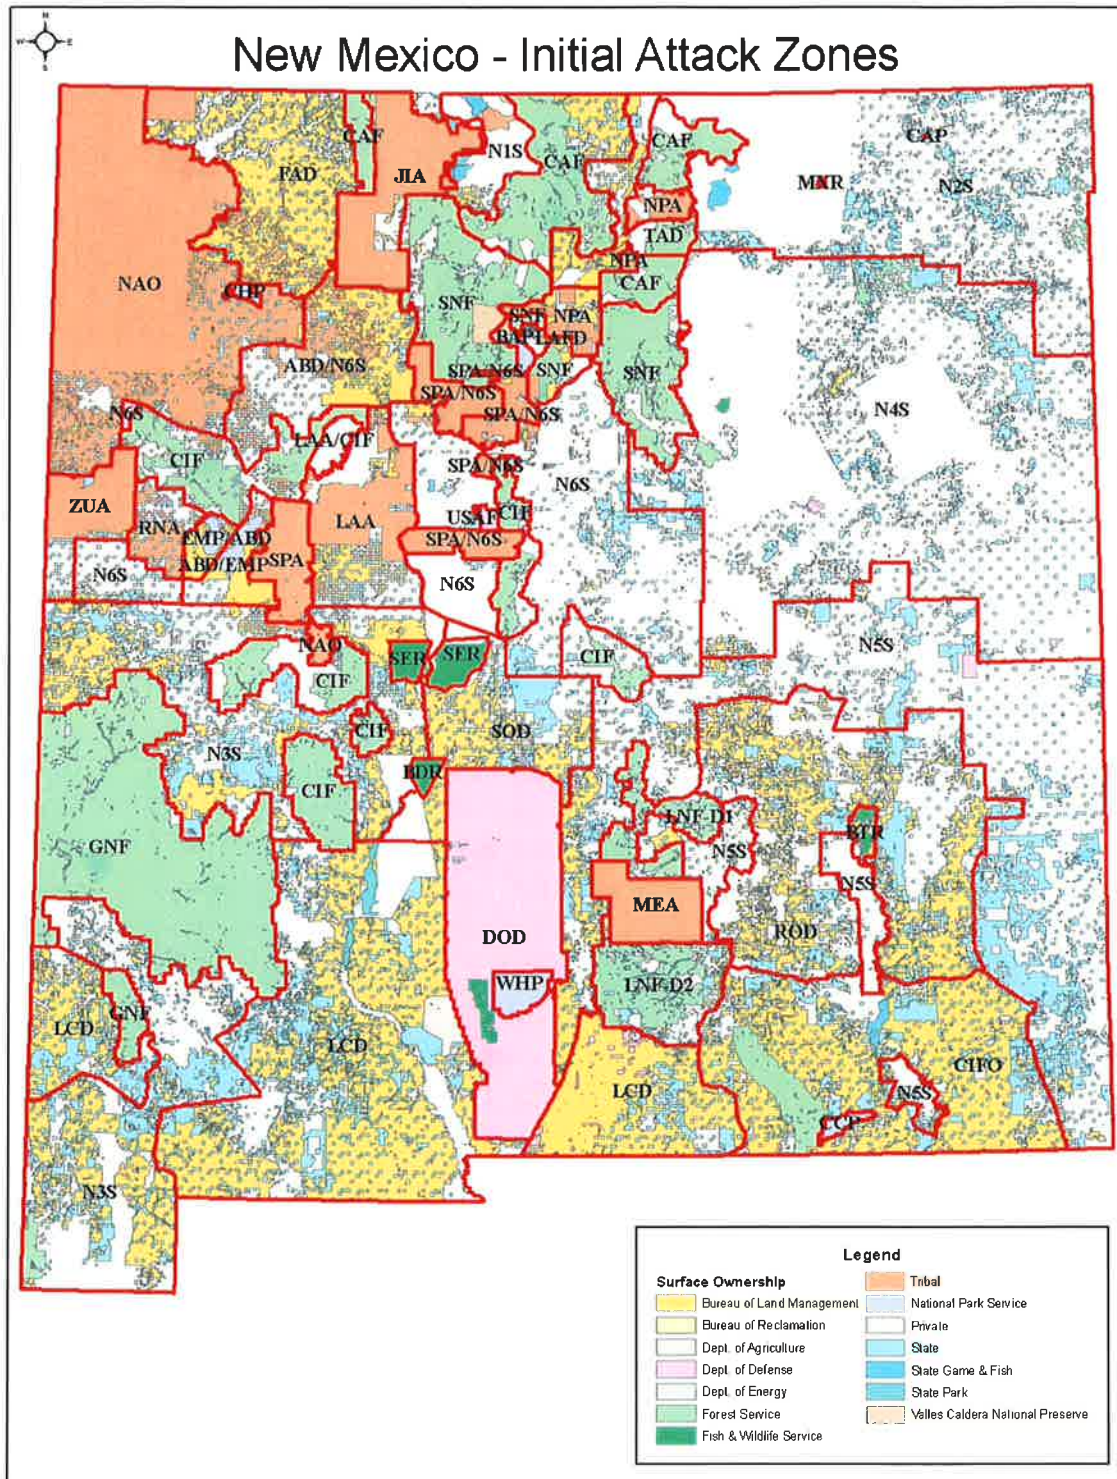 N
W E
S
New Mexico - Initial Attack Zones
CAF
N1S
CAF
CAF
CAP
FAD
JIA
MXR
N2S
NPA
TAD
NAO
CHP
NPA
CAF
SNF
SNF
NPA
LAFD
ABD/N6S
SPA/N6S
SNF
SNF
SPA/N6S
SPA/N6S
N6S
N4S
LAA/CIF
CIF
SPA/N6S
N6S
ZUA
RNA
LAA
USAF
CIF
EMP/ABD
SPA/N6S
ABD/EMP
SPA
N6S
N6S
NAO
SER
SER
CIF
N5S
CIF
N3S
CIF
SOD
CIF
BDR
LNF-D1
BTR
GNF
N5S
N5S
MEA
ROD
DOD
WHP
LNF-D2
GNF
LCD
LCD
LCD
CIFO
N5S
CCP
N3S
Legend
Surface Ownership
Bureau of Land Management
Bureau of Reclamation
Dept. of Agriculture
Dept. of Defense
Dept. of Energy
Forest Service
Fish & Wildlife Service
Tribal
National Park Service
Private
State
State Game & Fish
State Park
Valles Caldera National Preserve